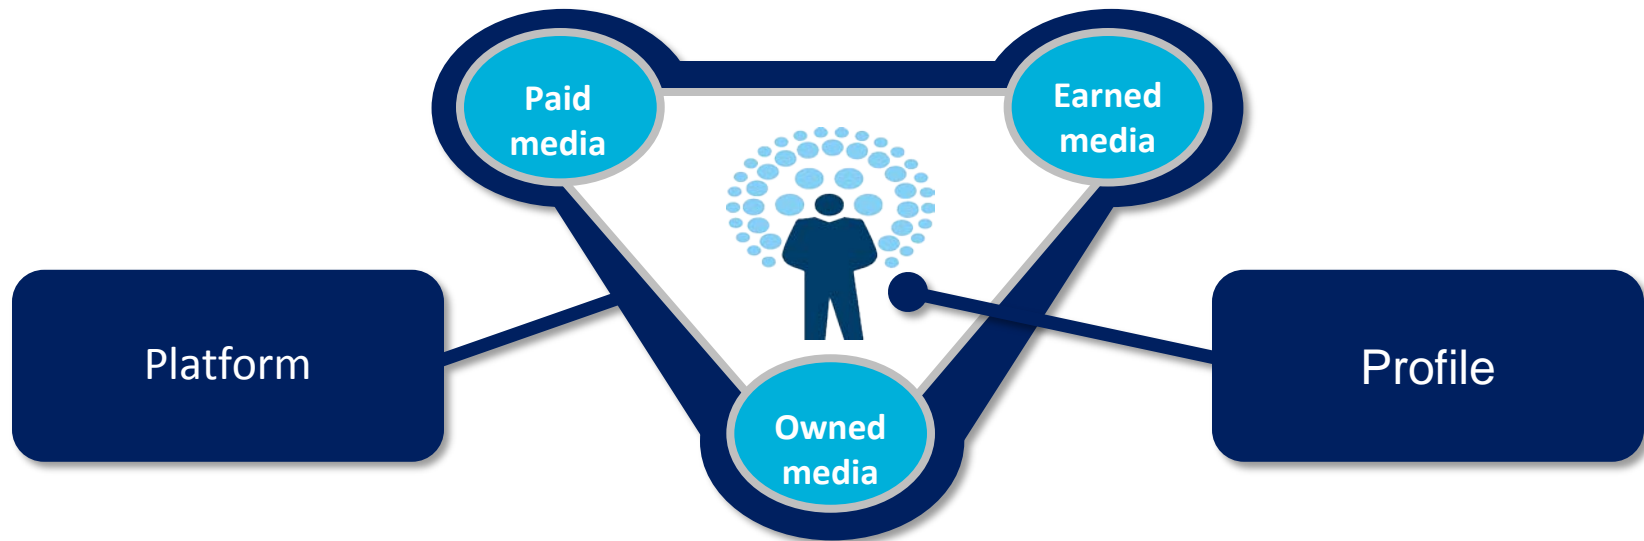 Paid
media
Earned
media
Platform
Profile
Owned
media